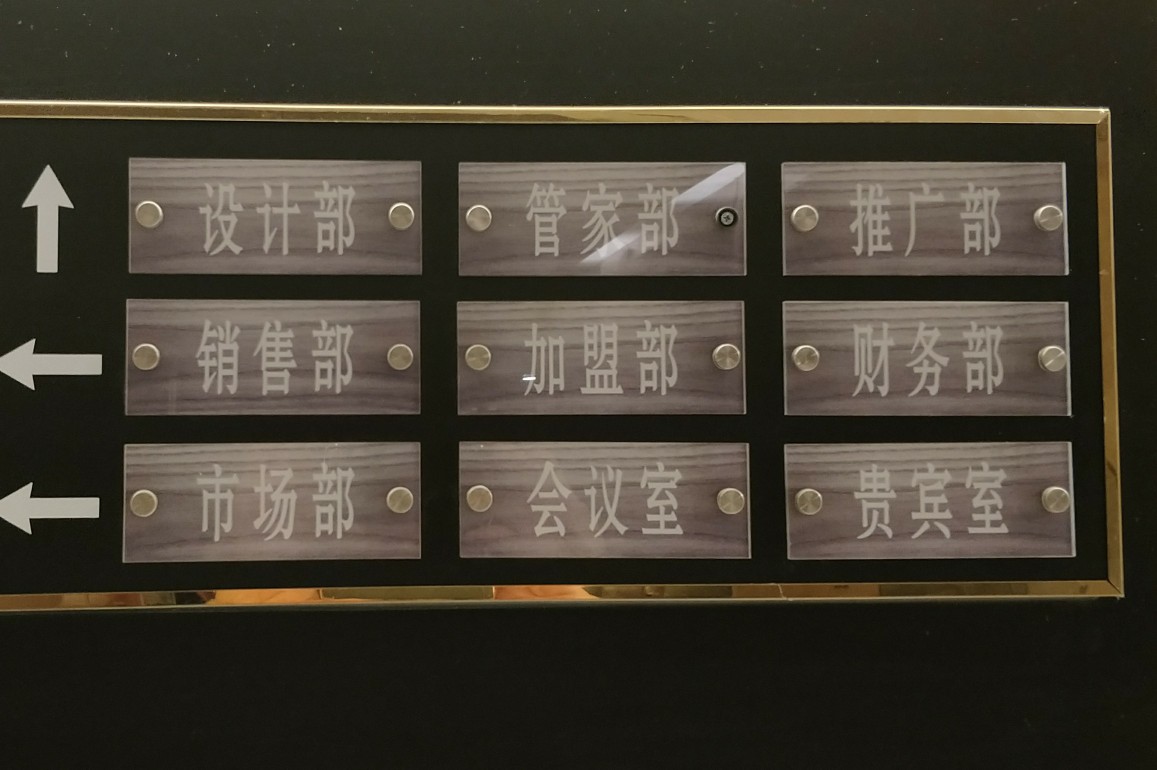 设计部 管家部 推广部
销售部 加盟部 财务部
市场部 会议室 贵宾室